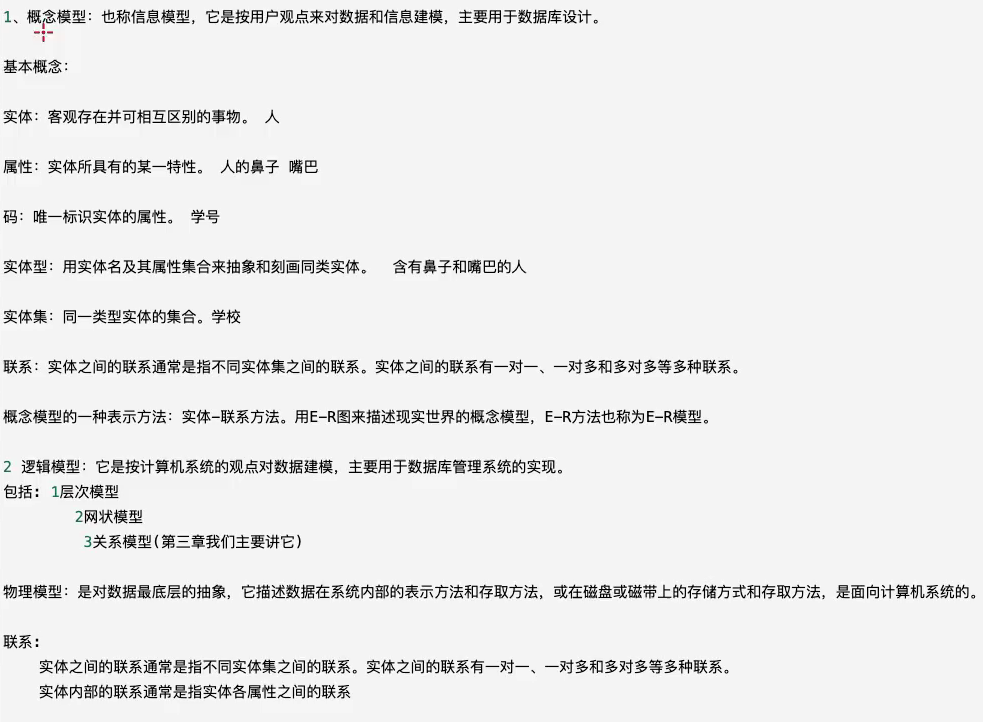 1、概念模型：也称信息模型，它是按用户观点来对数据和信息建模，主要用于数据库设计。
基本概念：
实体：客观存在并可相互区别的事物。 人
属性：实体所具有的某一特性。 人的鼻子 嘴巴
码：唯一标识实体的属性。 学号
实体型：用实体名及其属性集合来抽象和刻画同类实体。  含有鼻子和嘴巴的人
实体集：同一类型实体的集合。学校
联系：实体之间的联系通常是指不同实体集之间的联系。实体之间的联系有一对一、一对多和多对多等多种联系。
概念模型的一种表示方法：实体-联系方法。用E-R图来描述现实世界的概念模型，E-R方法也称为E-R模型。
2 逻辑模型：它是按计算机系统的观点对数据建模，主要用于数据库管理系统的实现。
包括: 1层次模型
2网状模型
3关系模型(第三章我们主要讲它)
物理模型：是对数据最底层的抽象，它描述数据在系统内部的表示方法和存取方法，或在磁盘或磁带上的存储方式和存取方法，是面向计算机系统的。
联系:
实体之间的联系通常是指不同实体集之间的联系。实体之间的联系有一对一、一对多和多对多等多种联系。
实体内部的联系通常是指实体各属性之间的联系